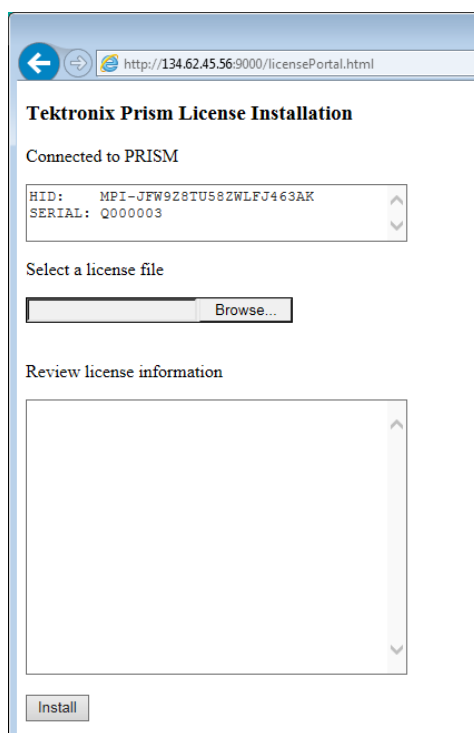 http://134.62.45.56:9000/licensePortal.html
Tektronix Prism License Installation
Connected to PRISM
HID: MPI-JFW9Z8TU58ZWLFJ463AK
SERIAL: Q000003
Select a license file
Browse...
Review license information
Install